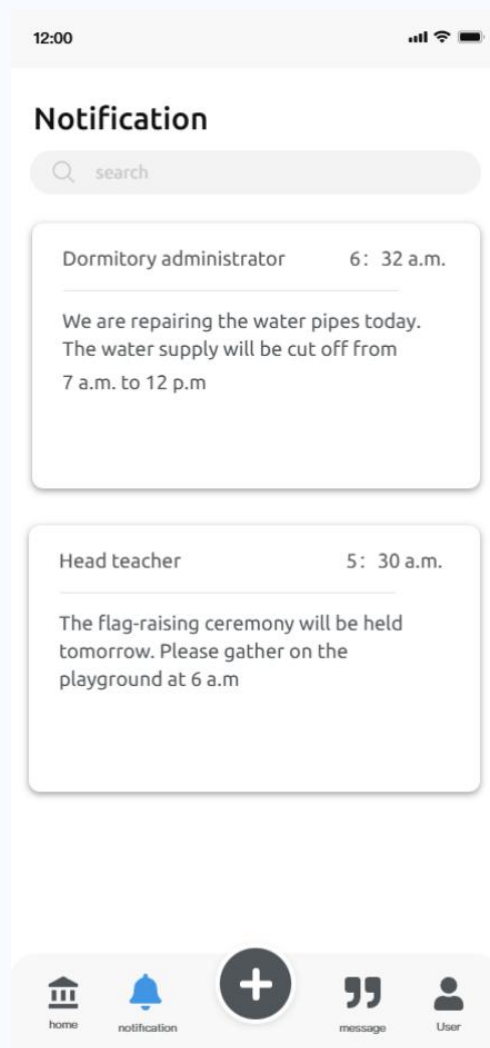 12:00
Notification
search
Dormitory administrator 6：32 a.m.
We are repairing the water pipes today.
The water supply will be cut off from
7 a.m. to 12 p.m
Head teacher 5：30 a.m.
The flag-raising ceremony will be held
tomorrow. Please gather on the
playground at 6 a.m
home notification message User